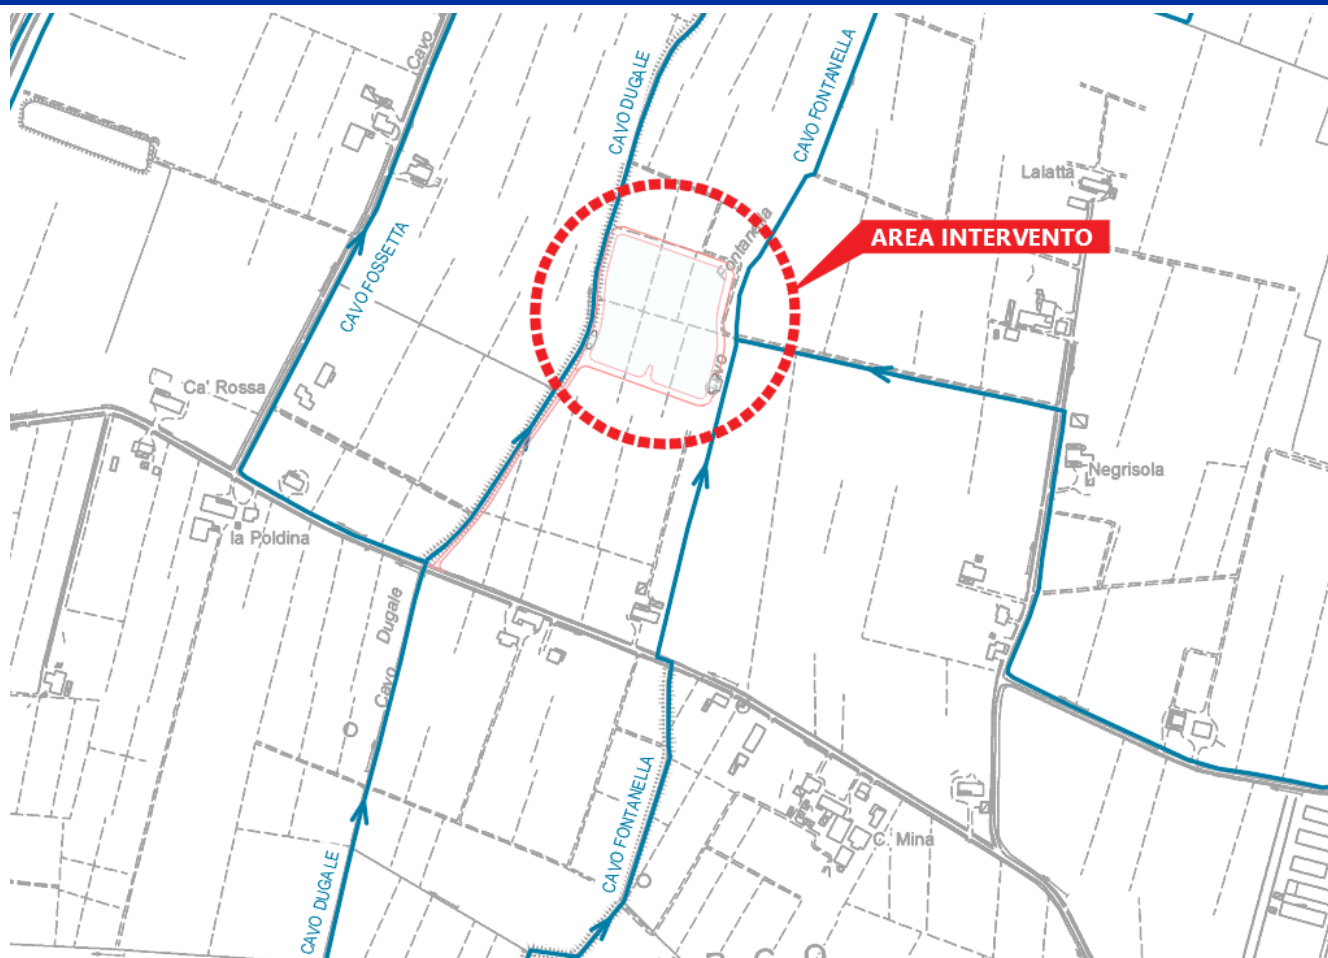 Cavo
CAVO DUGALE
CAVO FONTANELLA
Lalatta
Fontanella
AREA INTERVENTO
CAVO FOSSETTA
Ca' Rossa
Cavo
Negrisola
la Poldina
Dugale
Cavo
CAVO FONTANELLA
C. Mina
CAVO DUGALE